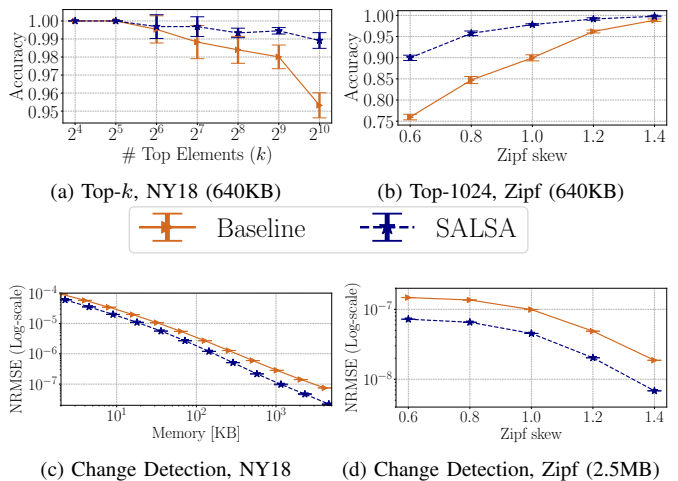 1.00
0.99
0.98
0.97
0.96
0.95
Accuracy
2^4 2^5 2^6 2^7 2^8 2^9 2^10
# Top Elements (k)
(a) Top-k, NY18 (640KB)
1.00
0.95
0.90
0.85
0.80
0.75
Accuracy
0.6 0.8 1.0 1.2 1.4
Zipf skew
(b) Top-1024, Zipf (640KB)
Baseline SALSA
10^−4
10^−5
10^−6
10^−7
NRMSE (Log-scale)
10^1 10^2 10^3
Memory [KB]
(c) Change Detection, NY18
10^−7
10^−8
NRMSE (Log-scale)
0.6 0.8 1.0 1.2 1.4
Zipf skew
(d) Change Detection, Zipf (2.5MB)